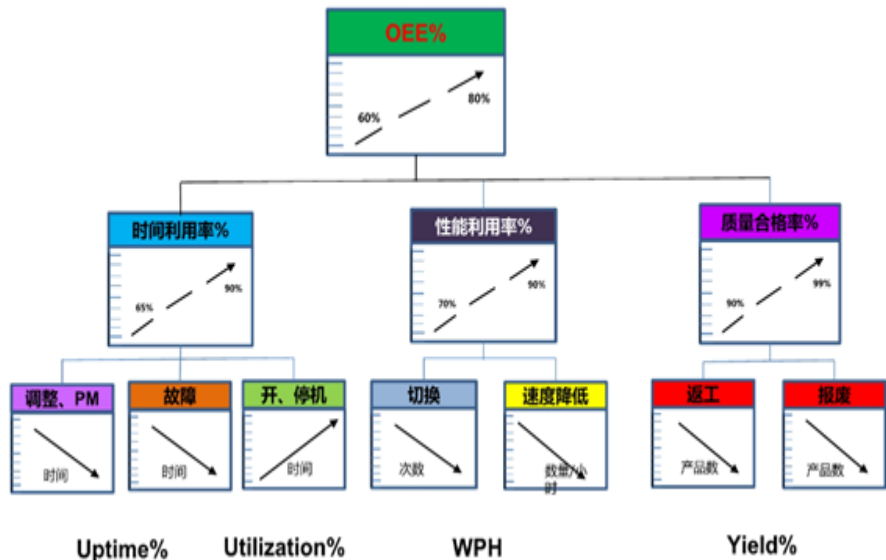 OEE%
60%
80%
时间利用率%
65%
90%
性能利用率%
70%
90%
质量合格率%
90%
99%
调整、PM
时间
故障
时间
开、停机
时间
切换
次数
速度降低
数量/小
时
返工
产品数
报废
产品数
Uptime%
Utilization%
WPH
Yield%